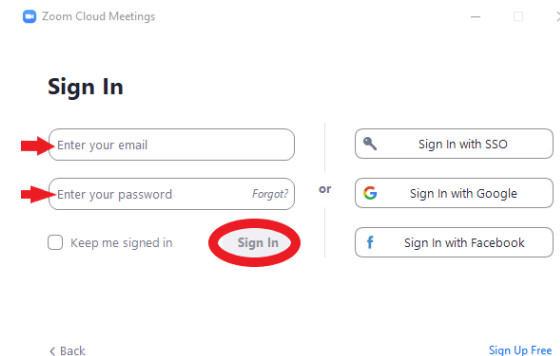 Zoom Cloud Meetings
Sign In
Enter your email
Enter your password Forgot?
Keep me signed in Sign In
or
Sign In with SSO
Sign In with Google
Sign In with Facebook
< Back
Sign Up Free